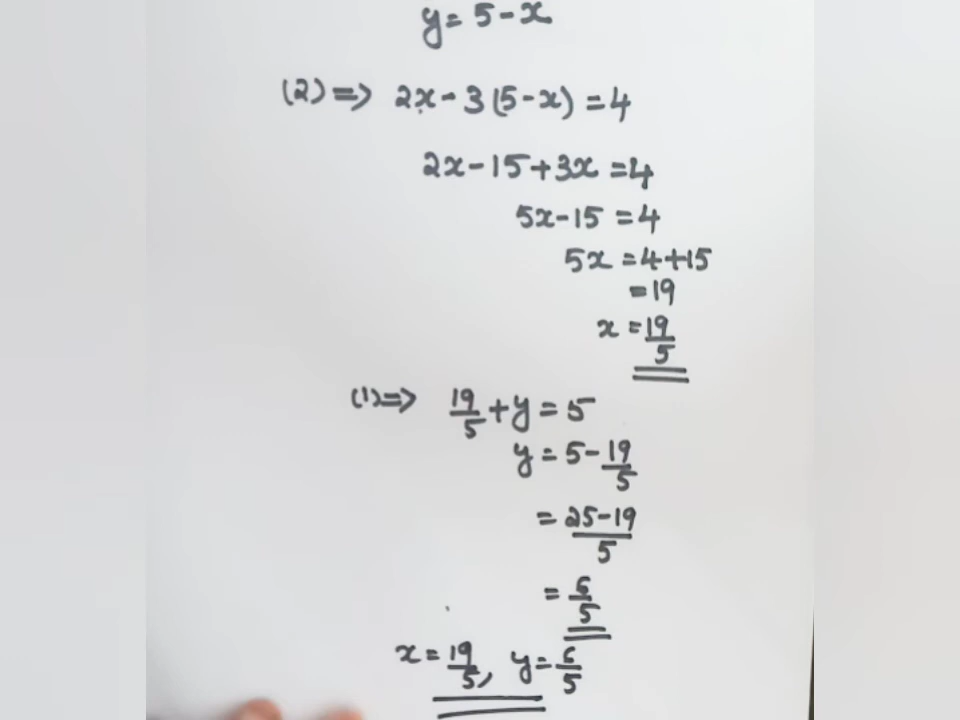 y = 5 - x
(2) => 2x - 3(5 - x) = 4
2x - 15 + 3x = 4
5x - 15 = 4
5x = 4 + 15
= 19
x = 19/5
(1) => 19/5 + y = 5
y = 5 - 19/5
= 25 - 19/5
= 6/5
x = 19/5, y = 6/5